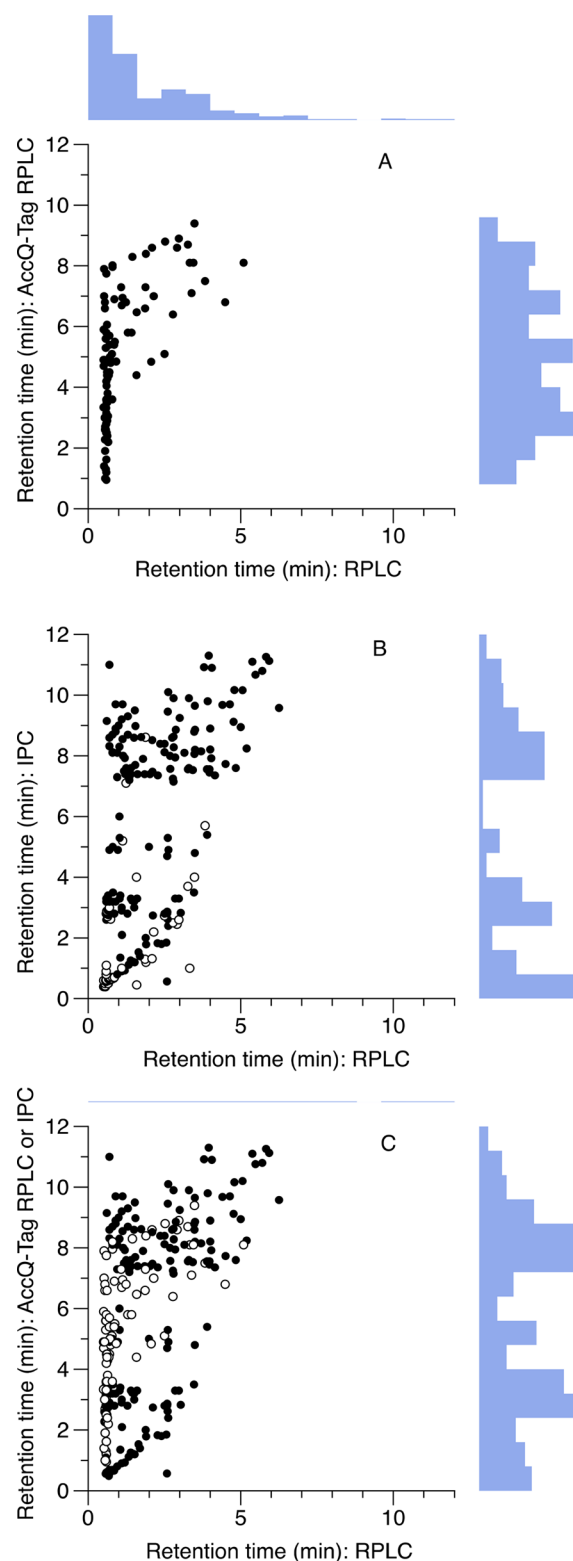 A
Retention time (min): AccQ-Tag RPLC
12
10
8
6
4
2
0
0 5 10
Retention time (min): RPLC
B
Retention time (min): IPC
12
10
8
6
4
2
0
0 5 10
Retention time (min): RPLC
C
Retention time (min): AccQ-Tag RPLC or IPC
12
10
8
6
4
2
0
0 5 10
Retention time (min): RPLC